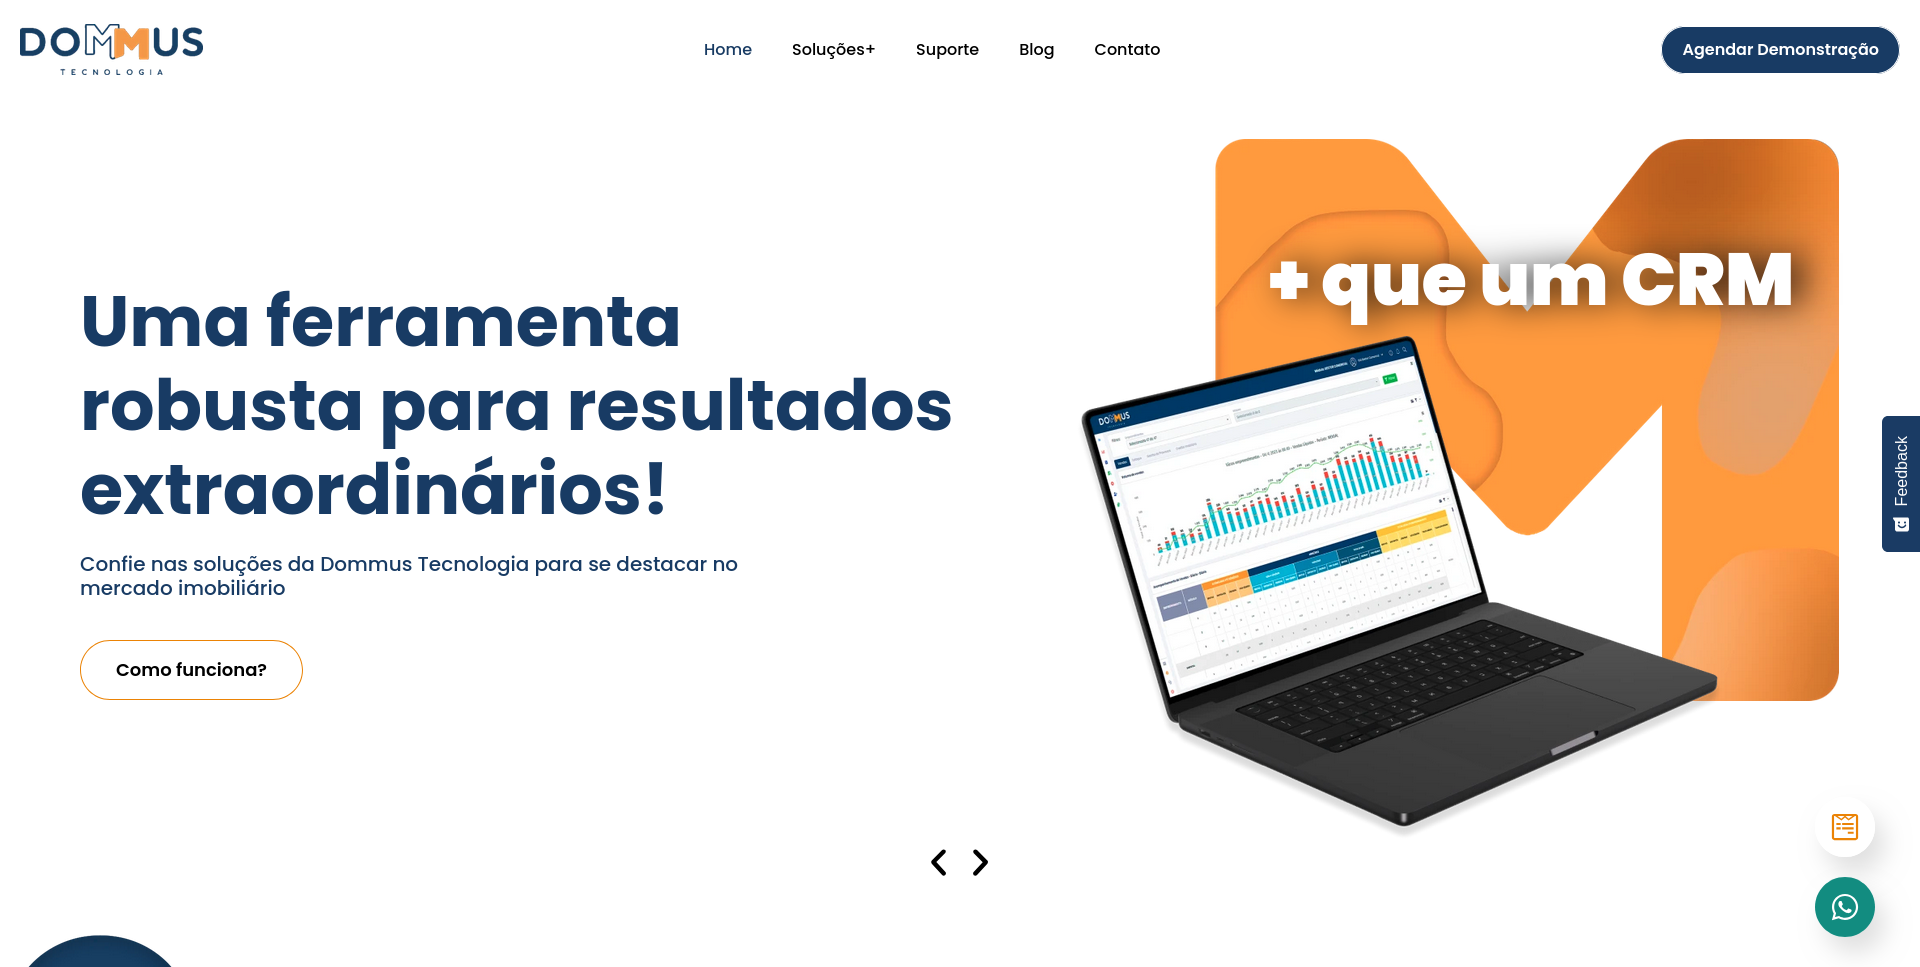 DOMMUS
TECNOLOGIA
Home
Soluções+
Suporte
Blog
Contato
Agendar Demonstração
Uma ferramenta
robusta para resultados
extraordinários!
Confie nas soluções da Dommus Tecnologia para se destacar no
mercado imobiliário
Como funciona?
+ que um CRM
DOMMUS
Feedback